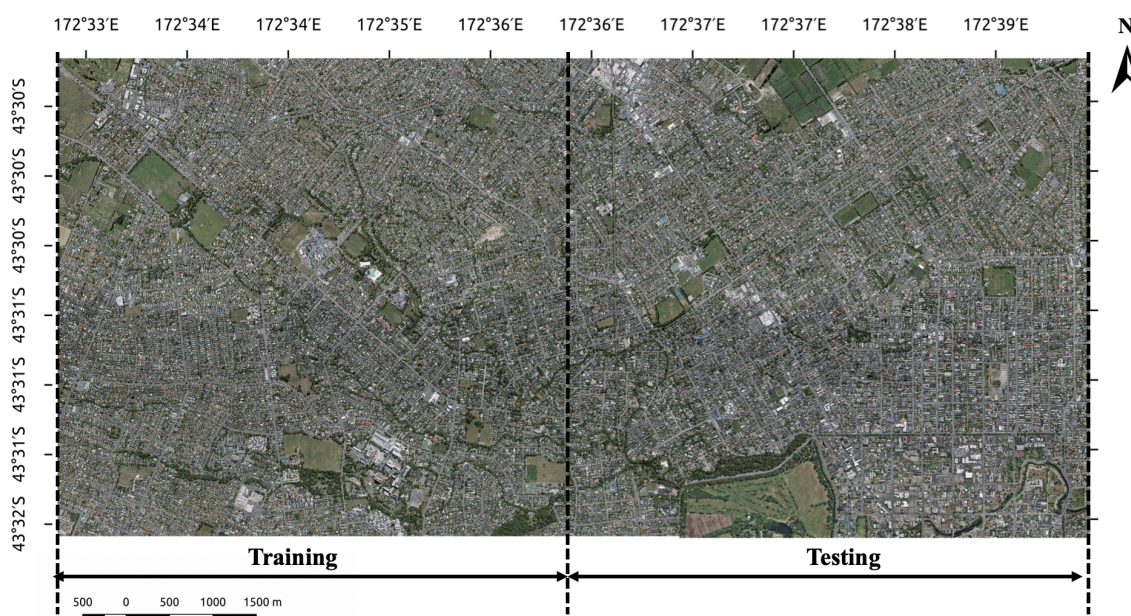 172°33′E 172°34′E 172°34′E 172°35′E 172°36′E 172°36′E 172°37′E 172°37′E 172°38′E 172°39′E
N
43°30′S
43°30′S
43°30′S
43°31′S
43°31′S
43°31′S
43°32′S
Training
Testing
500 0 500 1000 1500 m